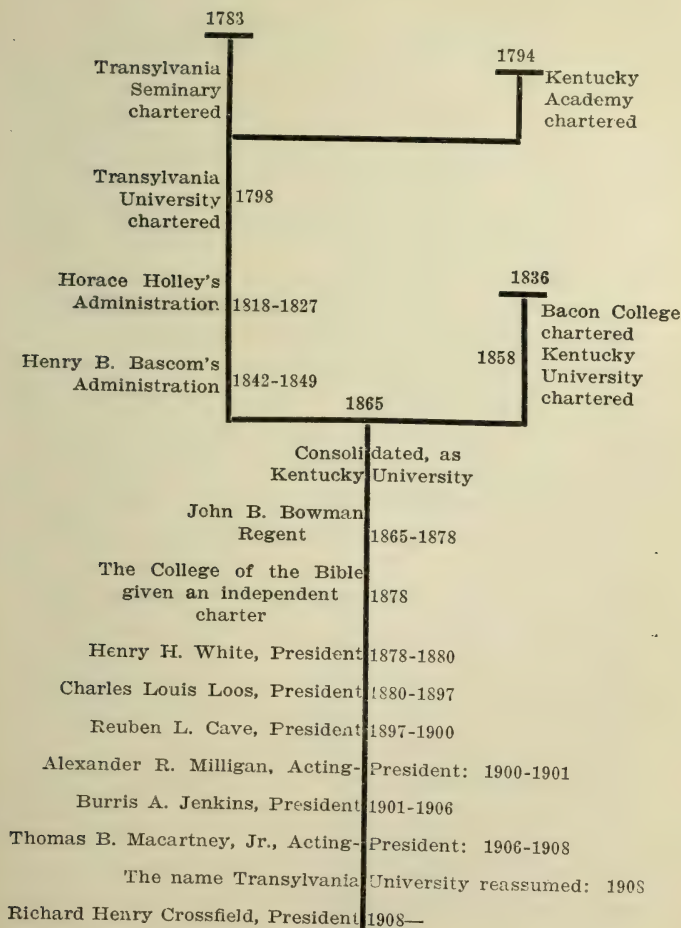 1783
Transylvania
Seminary
chartered
1794
Kentucky
Academy
chartered
Transylvania
University
chartered
1798
Horace Holley's
Administration 1818-1827
1836
Bacon College
chartered
1858 Kentucky
University
chartered
Henry B. Bascom's
Administration 1842-1849
1865
Consolidated, as
Kentucky University
John B. Bowman
Regent 1865-1878
The College of the Bible
given an independent
charter
1878
Henry H. White, President 1878-1880
Charles Louis Loos, President 1880-1897
Reuben L. Cave, President 1897-1900
Alexander R. Milligan, Acting-President: 1900-1901
Burris A. Jenkins, President 1901-1906
Thomas B. Macartney, Jr., Acting-President: 1906-1908
The name Transylvania University reassumed: 1908
Richard Henry Crossfield, President 1908—